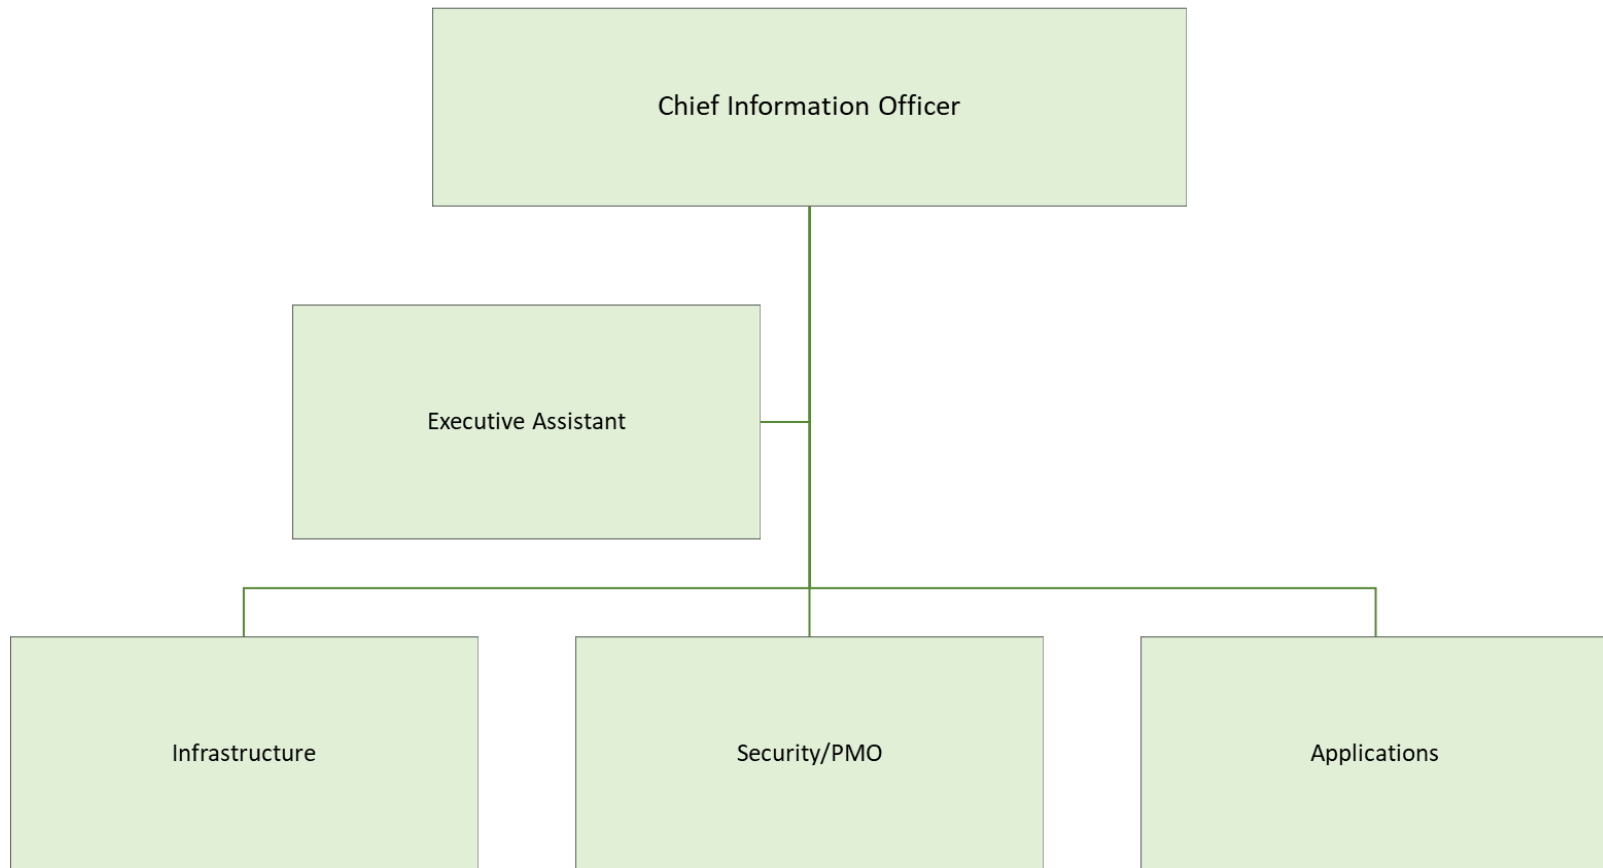 Chief Information Officer
Executive Assistant
Infrastructure
Security/PMO
Applications